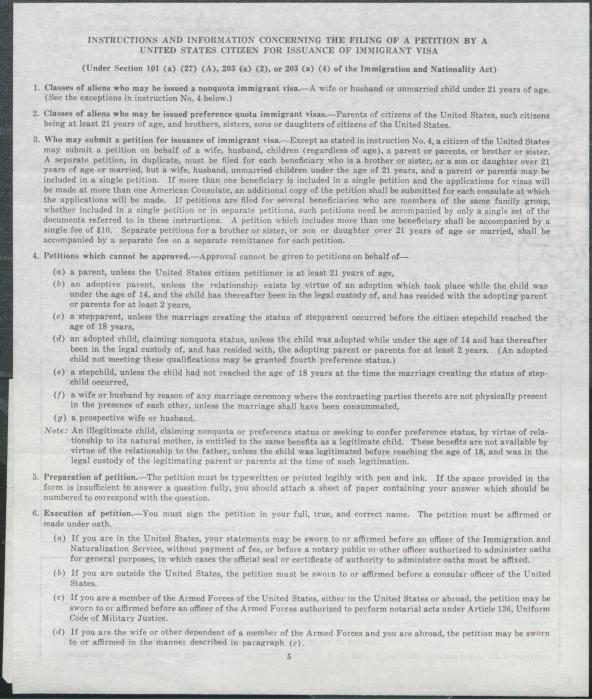 INSTRUCTIONS AND INFORMATION CONCERNING THE FILING OF A PETITION BY A
UNITED STATES CITIZEN FOR ISSUANCE OF IMMIGRANT VISA
(Under Section 101 (a) (27) (A), 203 (a) (2), or 203 (a) (4) of the Immigration and Nationality Act)
1. Classes of aliens who may be issued a nonquota immigrant visa.—A wife or husband or unmarried child under 21 years of age.
(See the exceptions in instruction No. 4 below.)
2. Classes of aliens who may be issued preference quota immigrant visas.—Parents of citizens of the United States, such citizens
being at least 21 years of age, and brothers, sisters, sons or daughters of citizens of the United States.
3. Who may submit a petition for issuance of immigrant visa.—Except as stated in instruction No. 4, a citizen of the United States
may submit a petition on behalf of a wife, husband, children (regardless of age), a parent or parents, or brother or sister.
A separate petition, in duplicate, must be filed for each beneficiary who is a brother or sister, or a son or daughter over 21
years of age or married, but a wife, husband, unmarried children under the age of 21 years, and a parent or parents may be
included in a single petition. If more than one beneficiary is included in a single petition and the applications for visas will
be made at more than one American Consulate, an additional copy of the petition shall be submitted for each consulate at which
the applications will be made. If petitions are filed for several beneficiaries who are members of the same family group,
whether included in a single petition or in separate petitions, such petitions need be accompanied by only a single set of the
documents referred to in these instructions. A petition which includes more than one beneficiary shall be accompanied by a
single fee of $10. Separate petitions for a brother or sister, or son or daughter over 21 years of age or married, shall be
accompanied by a separate fee on a separate remittance for each petition.
4. Petitions which cannot be approved.—Approval cannot be given to petitions on behalf of—
(a) a parent, unless the United States citizen petitioner is at least 21 years of age,
(b) an adoptive parent, unless the relationship exists by virtue of an adoption which took place while the child was
under the age of 14, and the child has thereafter been in the legal custody of, and has resided with the adopting parent
or parents for at least 2 years,
(c) a stepparent, unless the marriage creating the status of stepparent occurred before the citizen stepchild reached the
age of 18 years,
(d) an adopted child, claiming nonquota status, unless the child was adopted while under the age of 14 and has thereafter
been in the legal custody of, and has resided with, the adopting parent or parents for at least 2 years. (An adopted
child not meeting these qualifications may be granted fourth preference status.)
(e) a stepchild, unless the child had not reached the age of 18 years at the time the marriage creating the status of step-
child occurred,
(f) a wife or husband by reason of any marriage ceremony where the contracting parties thereto are not physically present
in the presence of each other, unless the marriage shall have been consummated,
(g) a prospective wife or husband.
Note: An illegitimate child, claiming nonquota or preference status or seeking to confer preference status, by virtue of rela-
tionship to its natural mother, is entitled to the same benefits as a legitimate child. These benefits are not available by
virtue of the relationship to the father, unless the child was legitimated before reaching the age of 18, and was in the
legal custody of the legitimating parent or parents at the time of such legitimation.
5. Preparation of petition.—The petition must be typewritten or printed legibly with pen and ink. If the space provided in the
form is insufficient to answer a question fully, you should attach a sheet of paper containing your answer which should be
numbered to correspond with the question.
6. Execution of petition.—You must sign the petition in your full, true, and correct name. The petition must be affirmed or
made under oath.
(a) If you are in the United States, your statements may be sworn to or affirmed before an officer of the Immigration and
Naturalization Service, without payment of fee, or before a notary public or other officer authorized to administer oaths
for general purposes, in which cases the official seal or certificate of authority to administer oaths must be affixed.
(b) If you are outside the United States, the petition must be sworn to or affirmed before a consular officer of the United
States.
(c) If you are a member of the Armed Forces of the United States, either in the United States or abroad, the petition may be
sworn to or affirmed before an officer of the Armed Forces authorized to perform notarial acts under Article 136, Uniform
Code of Military Justice.
(d) If you are the wife or other dependent of a member of the Armed Forces and you are abroad, the petition may be sworn
to or affirmed in the manner described in paragraph (c).
5